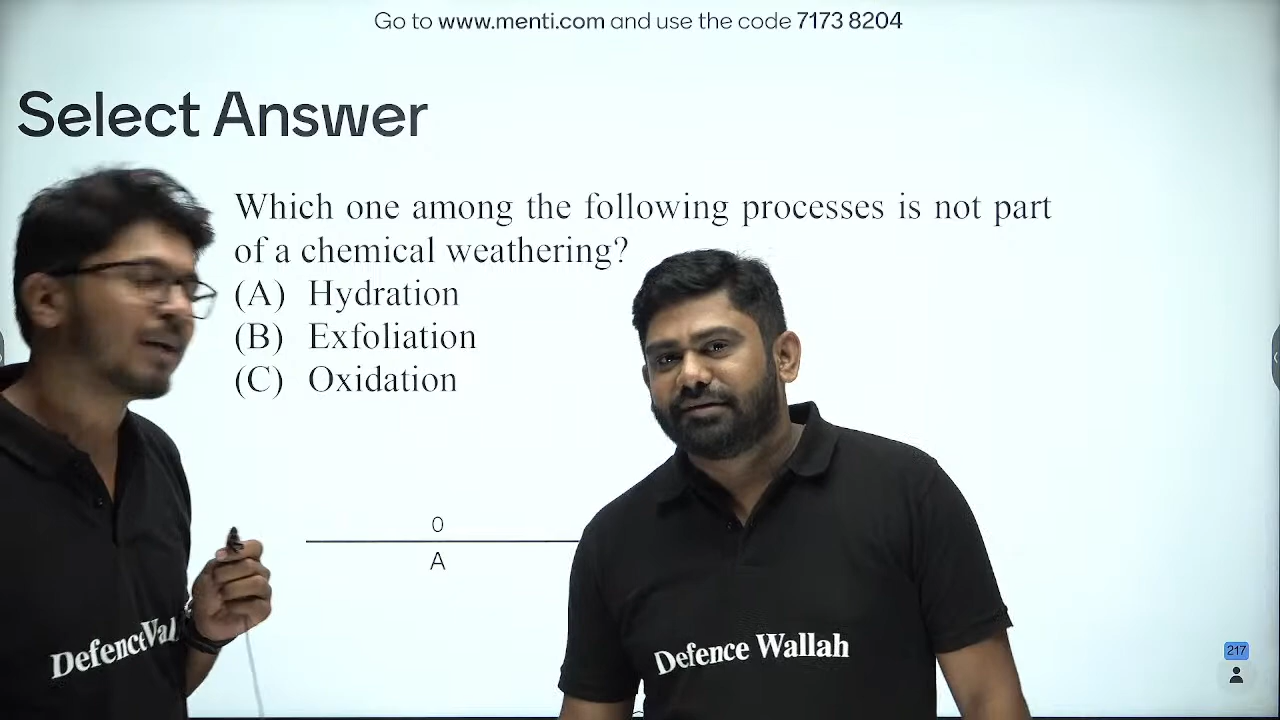 Go to www.menti.com and use the code 7173 8204
Select Answer
Which one among the following processes is not part
of a chemical weathering?
(A) Hydration
(B) Exfoliation
(C) Oxidation
0
A
Defence Wallah
217